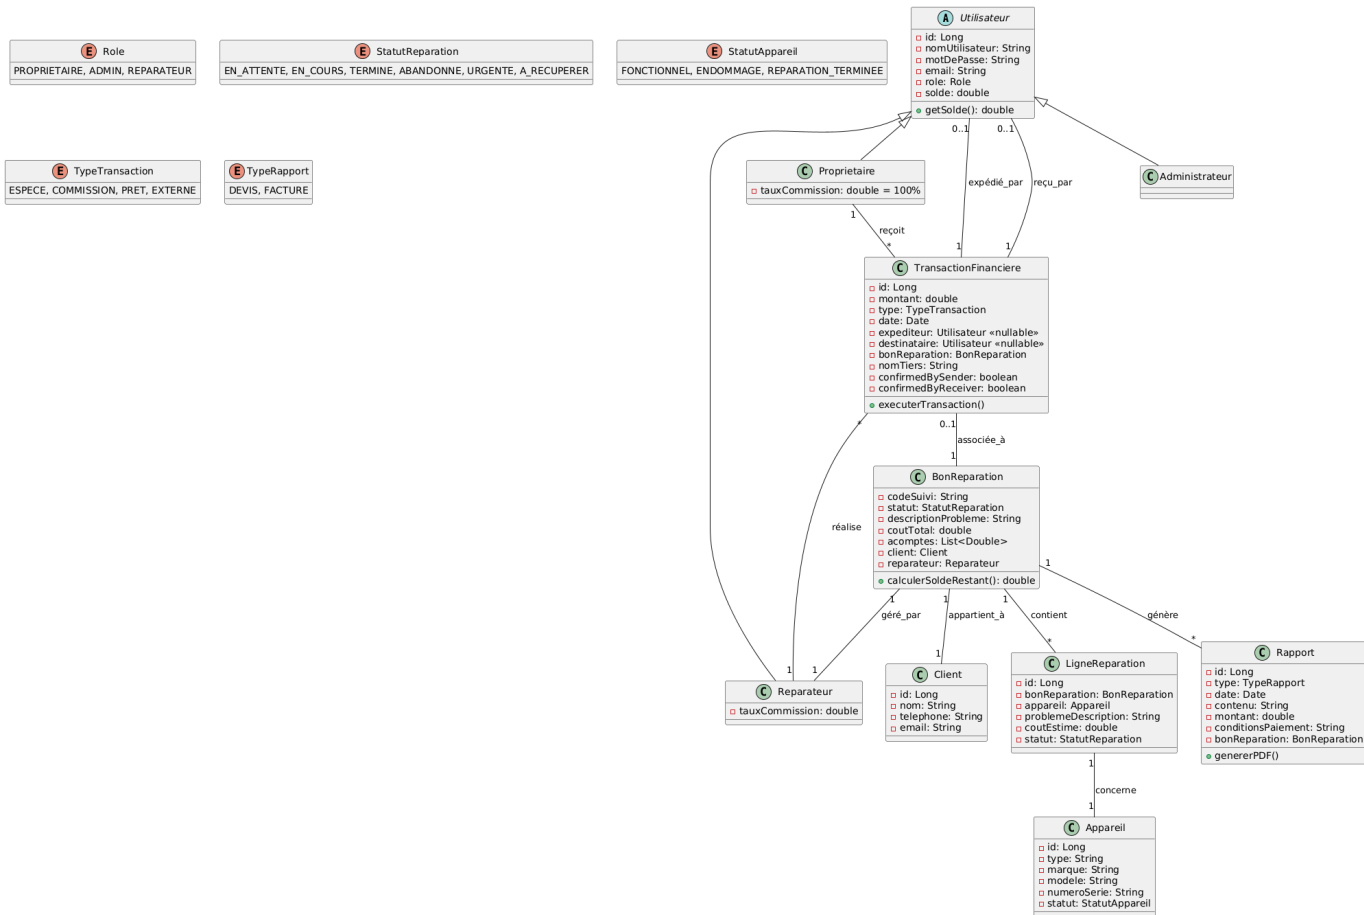 A Utilisateur
id: Long
nomUtilisateur: String
motDePasse: String
email: String
role: Role
solde: double
getSolde(): double
E Role
PROPRIETAIRE, ADMIN, REPARATEUR
E StatutReparation
EN_ATTENTE, EN_COURS, TERMINE, ABANDONNE, URGENTE, A_RECUPERER
E StatutAppareil
FONCTIONNEL, ENDOMMAGE, REPARATION_TERMINEE
0..1
0..1
E TypeTransaction
ESPECE, COMMISSION, PRET, EXTERNE
E TypeRapport
DEVIS, FACTURE
C Proprietaire
tauxCommission: double = 100%
expédié_par
reçu_par
C Administrateur
1
reçoit
*
1
1
C TransactionFinanciere
id: Long
montant: double
type: TypeTransaction
date: Date
expediteur: Utilisateur «nullable»
destinataire: Utilisateur «nullable»
bonReparation: BonReparation
nomTiers: String
confirmedBySender: boolean
confirmedByReceiver: boolean
executerTransaction()
*
0..1
associée_à
1
C BonReparation
codeSuivi: String
statut: StatutReparation
descriptionProbleme: String
coutTotal: double
acomptes: List<Double>
client: Client
reparateur: Reparateur
calculerSoldeRestant(): double
réalise
1
1
1
1
géré_par
appartient_à
contient
génère
1
1
1
*
*
C Reparateur
tauxCommission: double
C Client
id: Long
nom: String
telephone: String
email: String
C LigneReparation
id: Long
bonReparation: BonReparation
appareil: Appareil
problemeDescription: String
coutEstime: double
statut: StatutReparation
C Rapport
id: Long
type: TypeRapport
date: Date
contenu: String
montant: double
conditionsPaiement: String
bonReparation: BonReparation
genererPDF()
1
concerne
1
C Appareil
id: Long
type: String
marque: String
modele: String
numeroSerie: String
statut: StatutAppareil